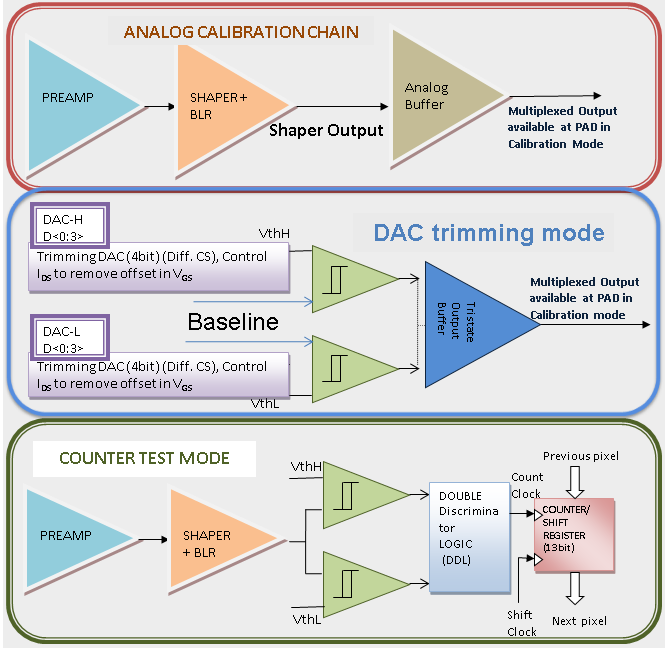 ANALOG CALIBRATION CHAIN
PREAMP
SHAPER +
BLR
Shaper Output
Analog
Buffer
Multiplexed Output
available at PAD in
Calibration Mode
DAC trimming mode
DAC-H
D<0:3>
VthH
Trimming DAC (4bit) (Diff. CS), Control
IDS to remove offset in VGS
Baseline
DAC-L
D<0:3>
Trimming DAC (4bit) (Diff. CS), Control
IDS to remove offset in VGS
VthL
Tristate
Output
Buffer
Multiplexed Output
available at PAD in
Calibration mode
COUNTER TEST MODE
PREAMP
SHAPER
+ BLR
VthH
VthL
DOUBLE
Discrimina
tor
LOGIC
(DDL)
Count
Clock
Previous pixel
COUNTER/
SHIFT
REGISTER
(13bit)
Shift
Clock
Next pixel